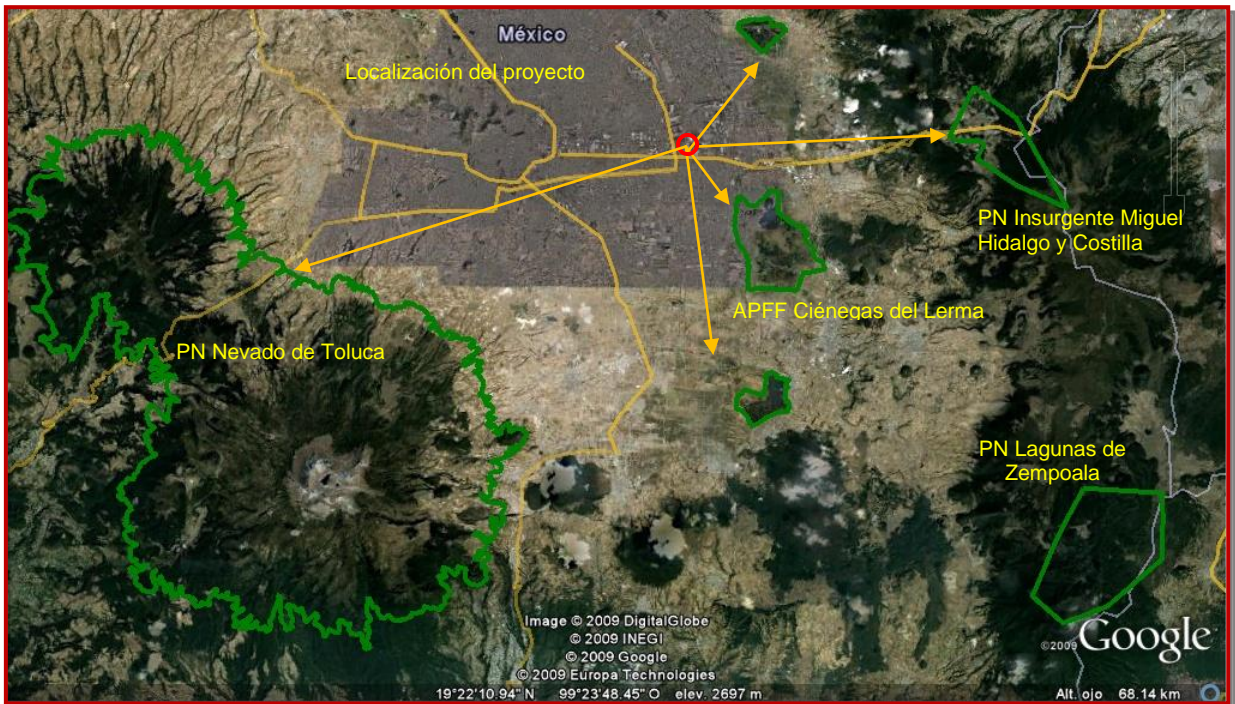 México
Localización del proyecto
PN Insurgente Miguel
Hidalgo y Costilla
APFF Ciénegas del Lerma
PN Nevado de Toluca
PN Lagunas de
Zempoala
Image © 2009 DigitalGlobe
© 2009 INEGI
© 2009 Google
© 2009 Europa Technologies
©2009 Google
19°22'10.94" N 99°23'48.45" O elev. 2697 m
Alt. ojo 68.14 km